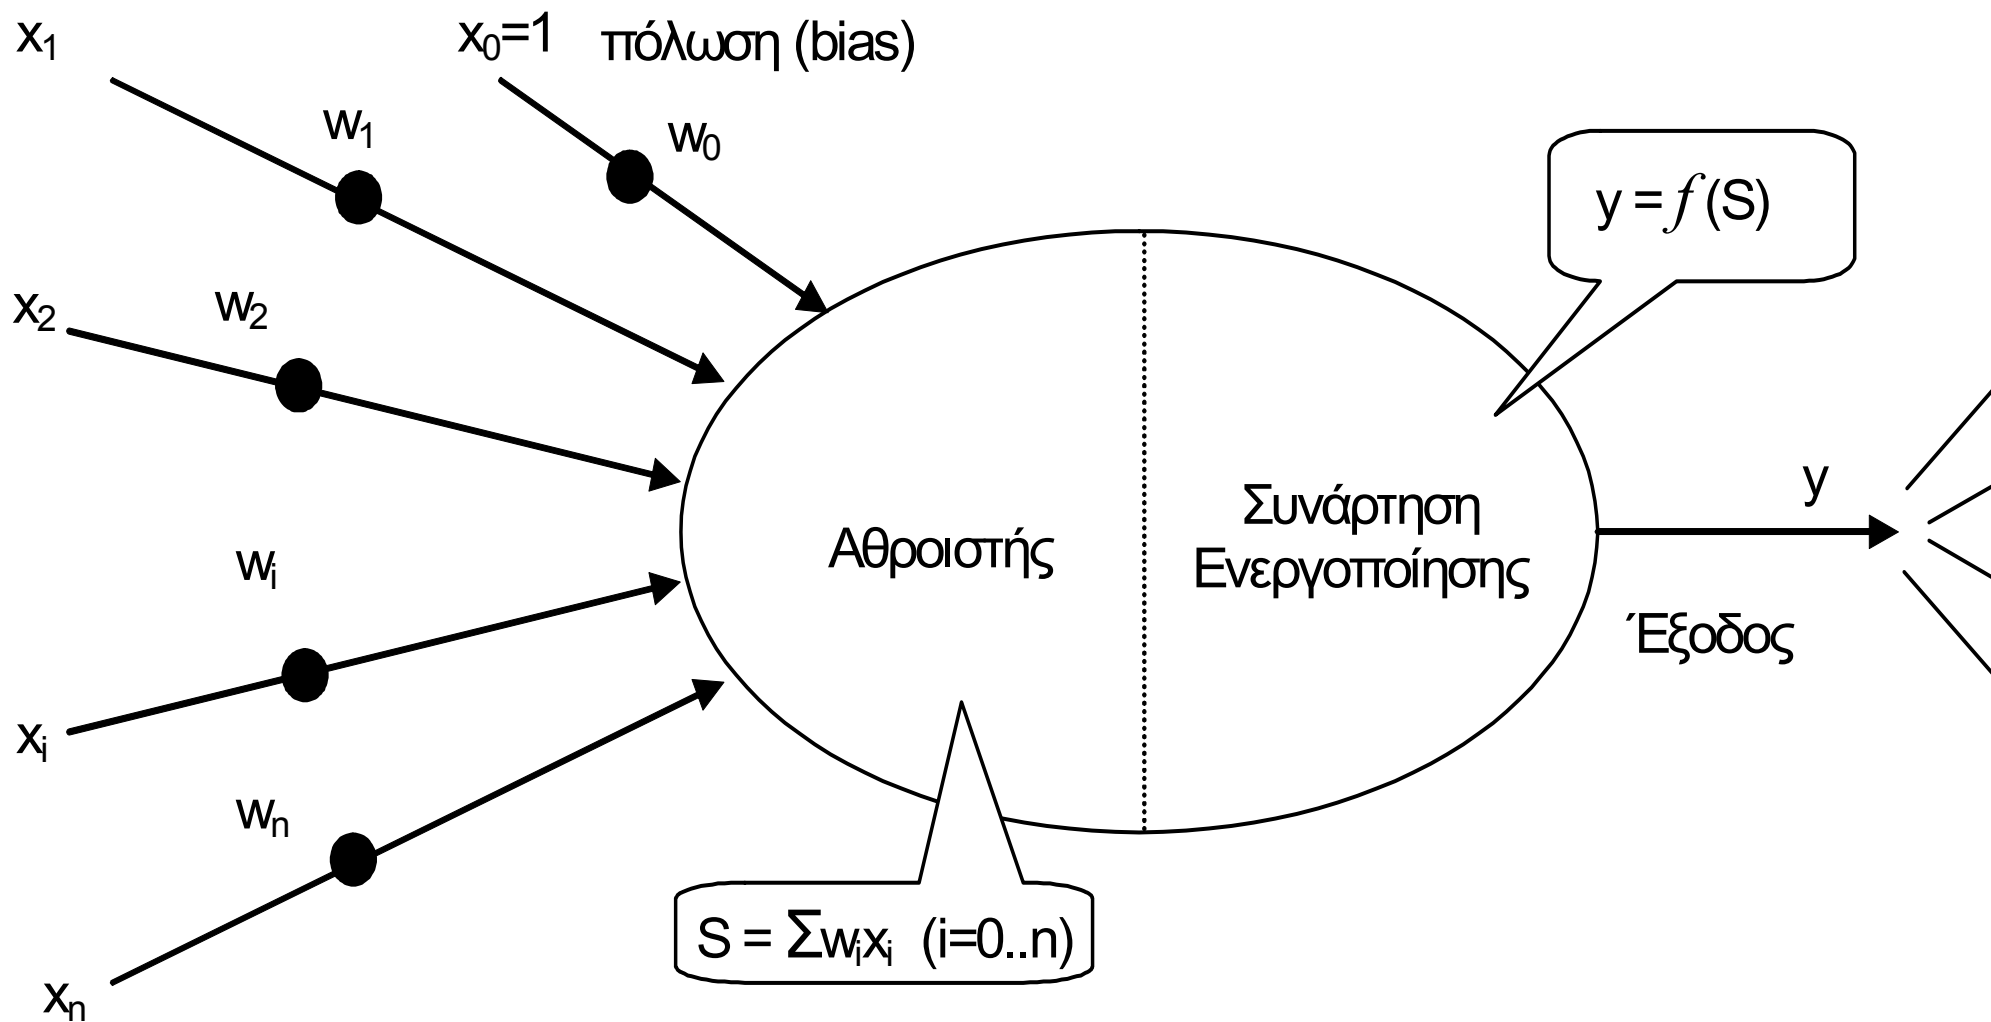 x₁
x₀=1 πόλωση (bias)
w₁
w₀
y = f (S)
x₂
w₂
y
Συνάρτηση
Ενεργοποίησης
Αθροιστής
wᵢ
Έξοδος
xᵢ
wₙ
S = Σwᵢxᵢ (i=0..n)
xₙ